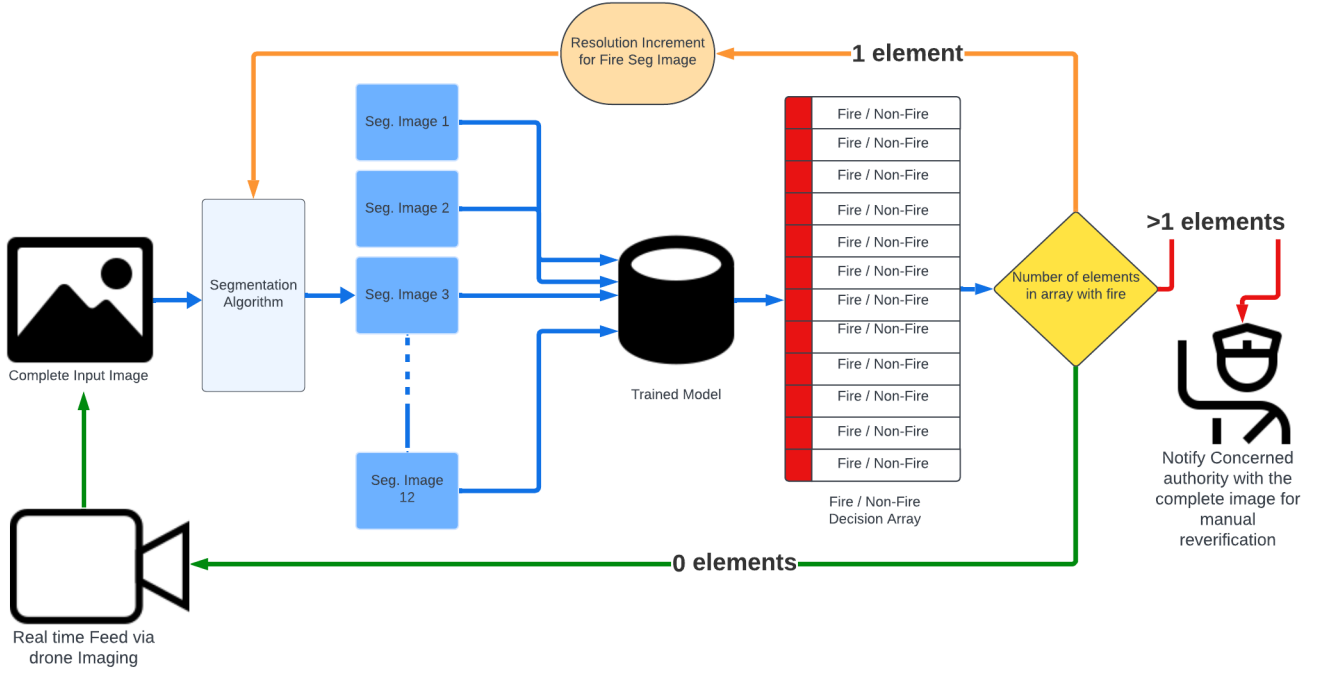 Resolution Increment
for Fire Seg Image
1 element
Seg. Image 1
Seg. Image 2
Seg. Image 3
Seg. Image
12
Segmentation
Algorithm
Complete Input Image
Real time Feed via
drone Imaging
Trained Model
Fire / Non-Fire
Fire / Non-Fire
Fire / Non-Fire
Fire / Non-Fire
Fire / Non-Fire
Fire / Non-Fire
Fire / Non-Fire
Fire / Non-Fire
Fire / Non-Fire
Fire / Non-Fire
Fire / Non-Fire
Fire / Non-Fire
Fire / Non-Fire
Decision Array
Number of elements
in array with fire
>1 elements
Notify Concerned
authority with the
complete image for
manual
reverification
0 elements